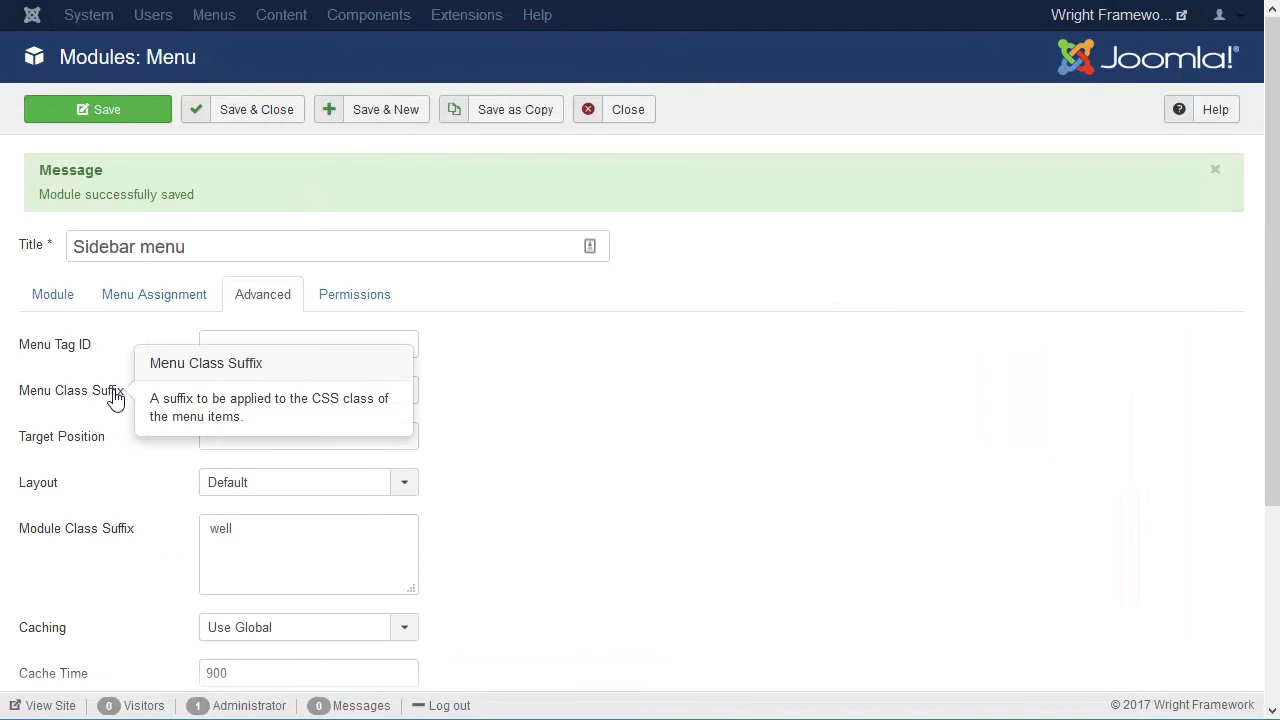 System Users Menus Content Components Extensions Help Wright Framewo...
Modules: Menu Joomla!®
Save Save & Close Save & New Save as Copy Close Help
Message ×
Module successfully saved
Title * Sidebar menu
Module Menu Assignment Advanced Permissions
Menu Tag ID
Menu Class Suffix
Menu Class Suffix
A suffix to be applied to the CSS class of
the menu items.
Target Position
Layout Default
Module Class Suffix well
Caching Use Global
Cache Time 900
View Site 0 Visitors 1 Administrator 0 Messages Log out © 2017 Wright Framework